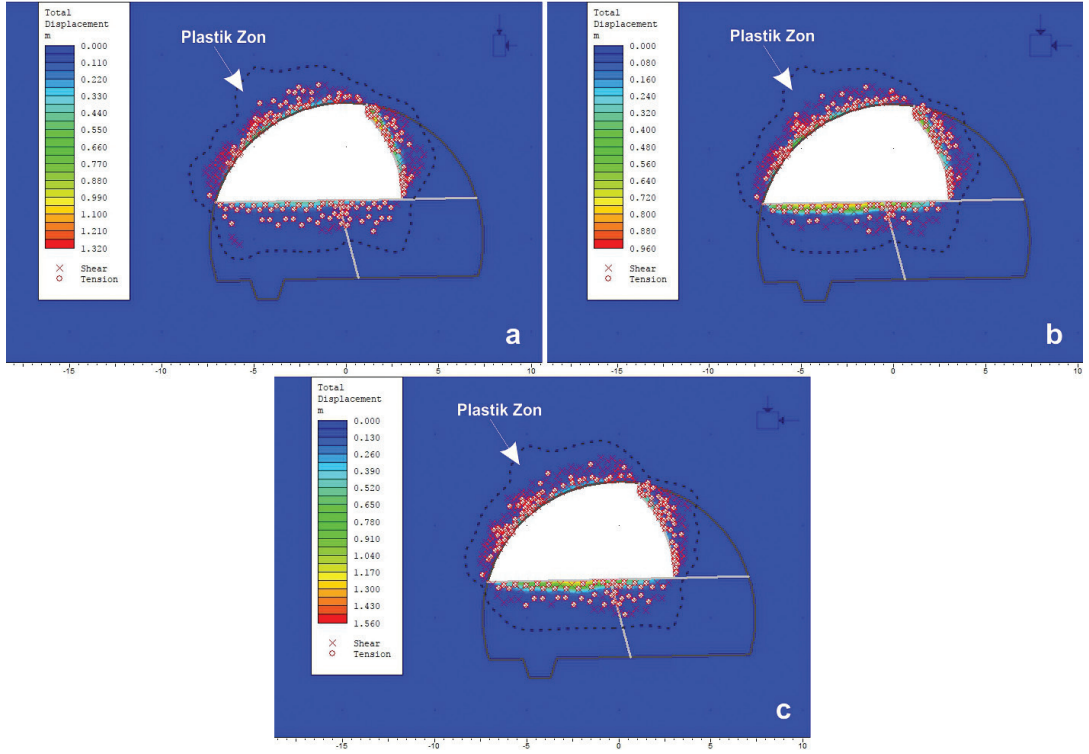 Total
Displacement
m
0.000
0.110
0.220
0.330
0.440
0.550
0.660
0.770
0.880
0.990
1.100
1.210
1.320
Shear
Tension
Plastik Zon
a
-15
-10
-5
0
5
10
Total
Displacement
m
0.000
0.080
0.160
0.240
0.320
0.400
0.480
0.560
0.640
0.720
0.800
0.880
0.960
Shear
Tension
Plastik Zon
b
-15
-10
-5
0
5
10
Total
Displacement
m
0.000
0.130
0.260
0.390
0.520
0.650
0.780
0.910
1.040
1.170
1.300
1.430
1.560
Shear
Tension
Plastik Zon
c
-15
-10
-5
0
5
10